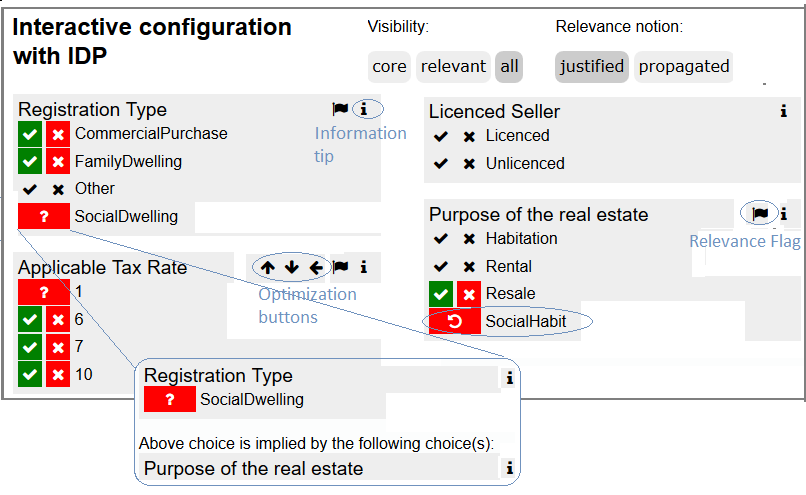 Interactive configuration
with IDP
Visibility:
core relevant all
Relevance notion:
justified propagated
Registration Type
CommercialPurchase
FamilyDwelling
Other
? SocialDwelling
Information
tip
Licenced Seller
Licenced
Unlicenced
Purpose of the real estate
Habitation
Rental
Resale
SocialHabit
Relevance Flag
Applicable Tax Rate
? 1
6
7
10
Optimization
buttons
Registration Type
? SocialDwelling
Above choice is implied by the following choice(s):
Purpose of the real estate